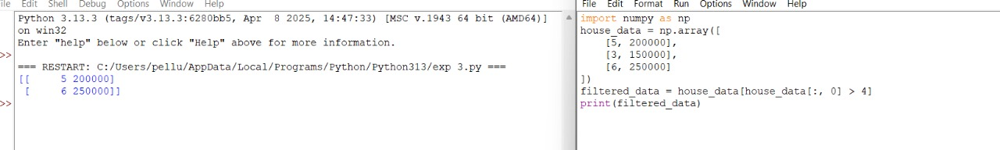 ile Edit Shell Debug Options Window Help
Python 3.13.3 (tags/v3.13.3:6280bb5, Apr  8 2025, 14:47:33) [MSC v.1943 64 bit (AMD64)]
on win32
Enter "help" below or click "Help" above for more information.
>>
=== RESTART: C:/Users/pellu/AppData/Local/Programs/Python/Python313/exp 3.py ===
[[     5 200000]
 [     6 250000]]
>>
File Edit Format Run Options Window Help
import numpy as np
house_data = np.array([
    [5, 200000],
    [3, 150000],
    [6, 250000]
])
filtered_data = house_data[house_data[:, 0] > 4]
print(filtered_data)